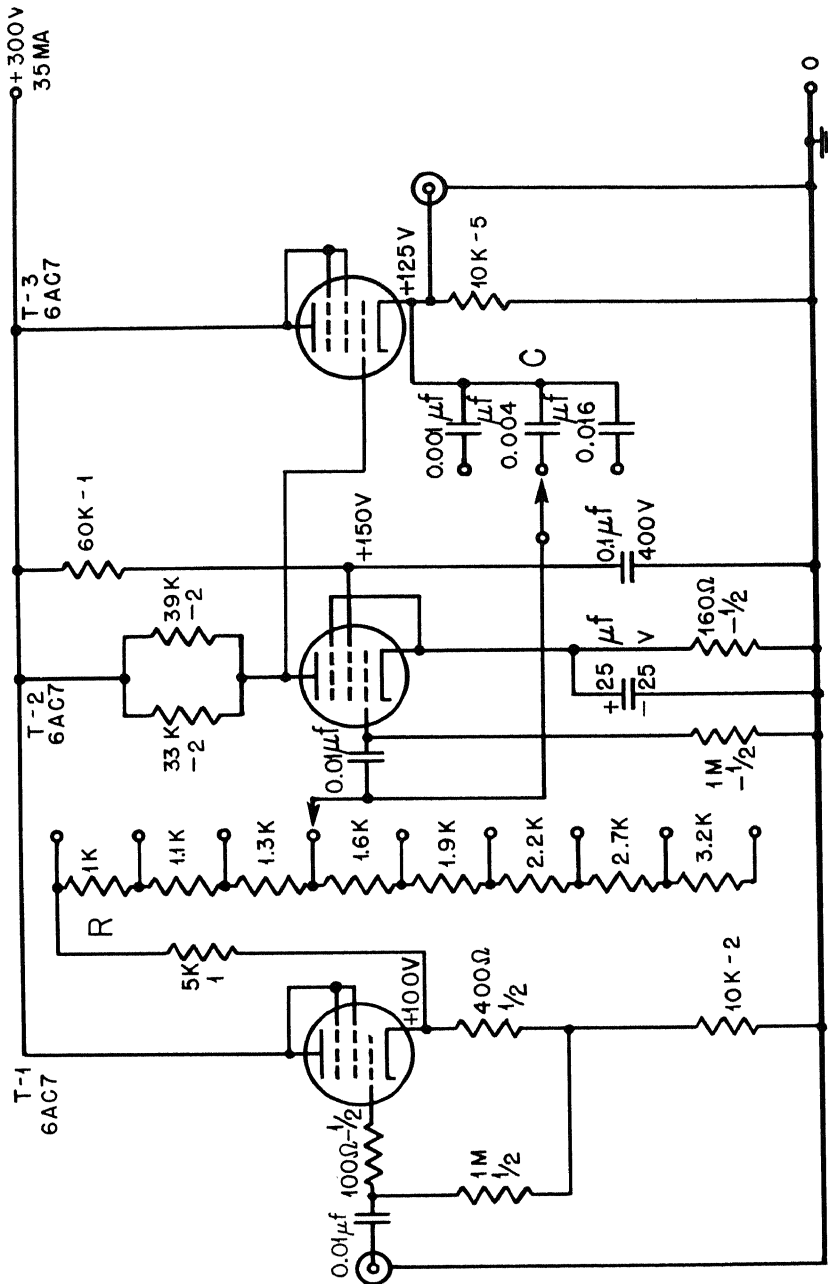 +300V
35 MA
T-3
6AC7
T-2
6AC7
T-1
6AC7
60K-1
39K
-2
33K
-2
+125V
10K-5
C
0.001 μf
0.004 μf
0.016 μf
+150V
0.1μf
400V
0.01μf
+25 μf
-25 V
160Ω
-1/2
1M
-1/2
R
1K
1.1K
1.3K
1.6K
1.9K
2.2K
2.7K
3.2K
5K
1
+100V
400Ω
1/2
10K-2
100Ω-1/2
1M
1/2
0.01μf
0